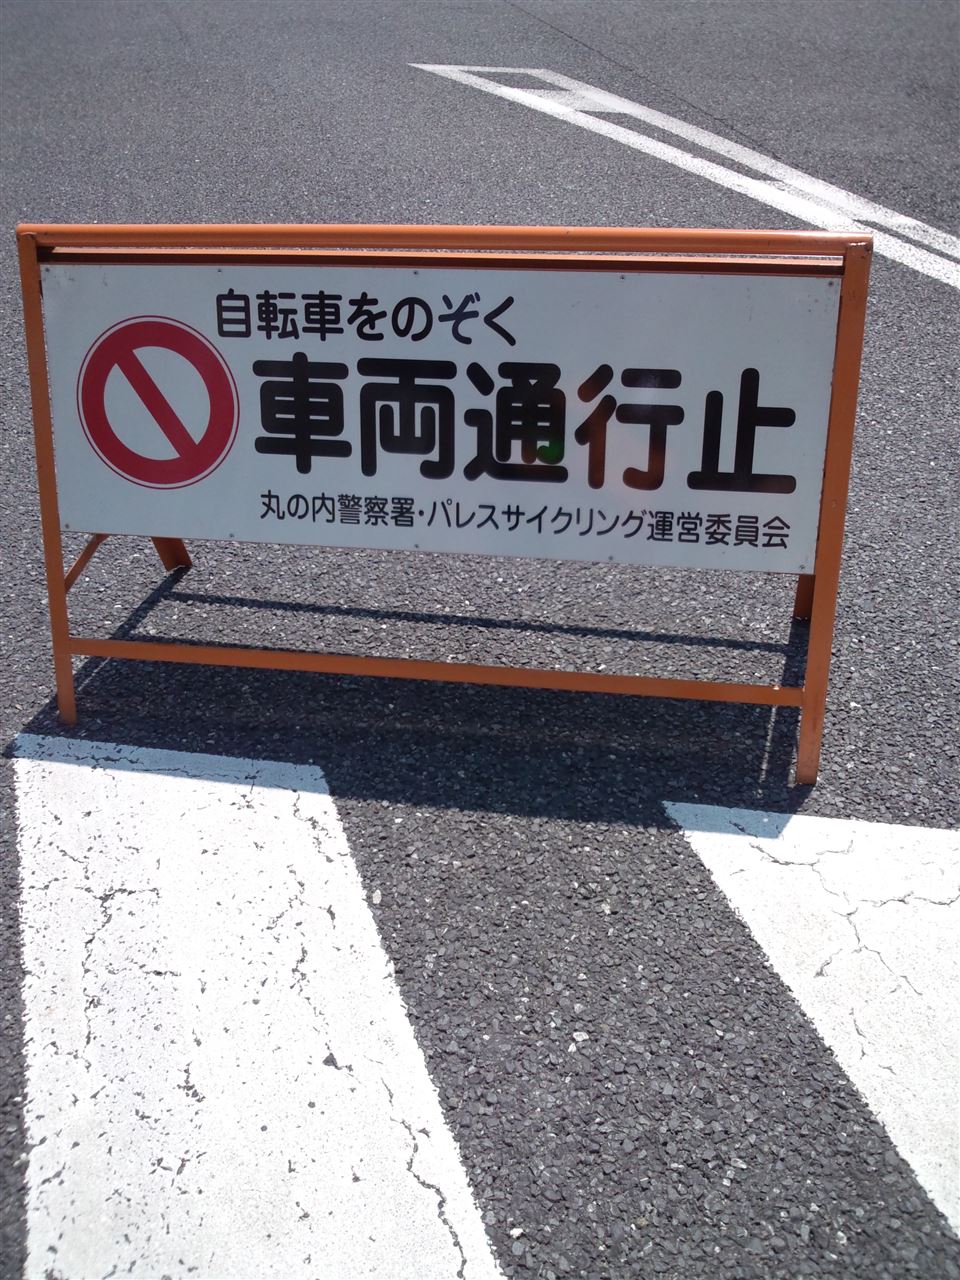 自転車をのぞく
車両通行止
丸の内警察署・パレスサイクリング運営委員会